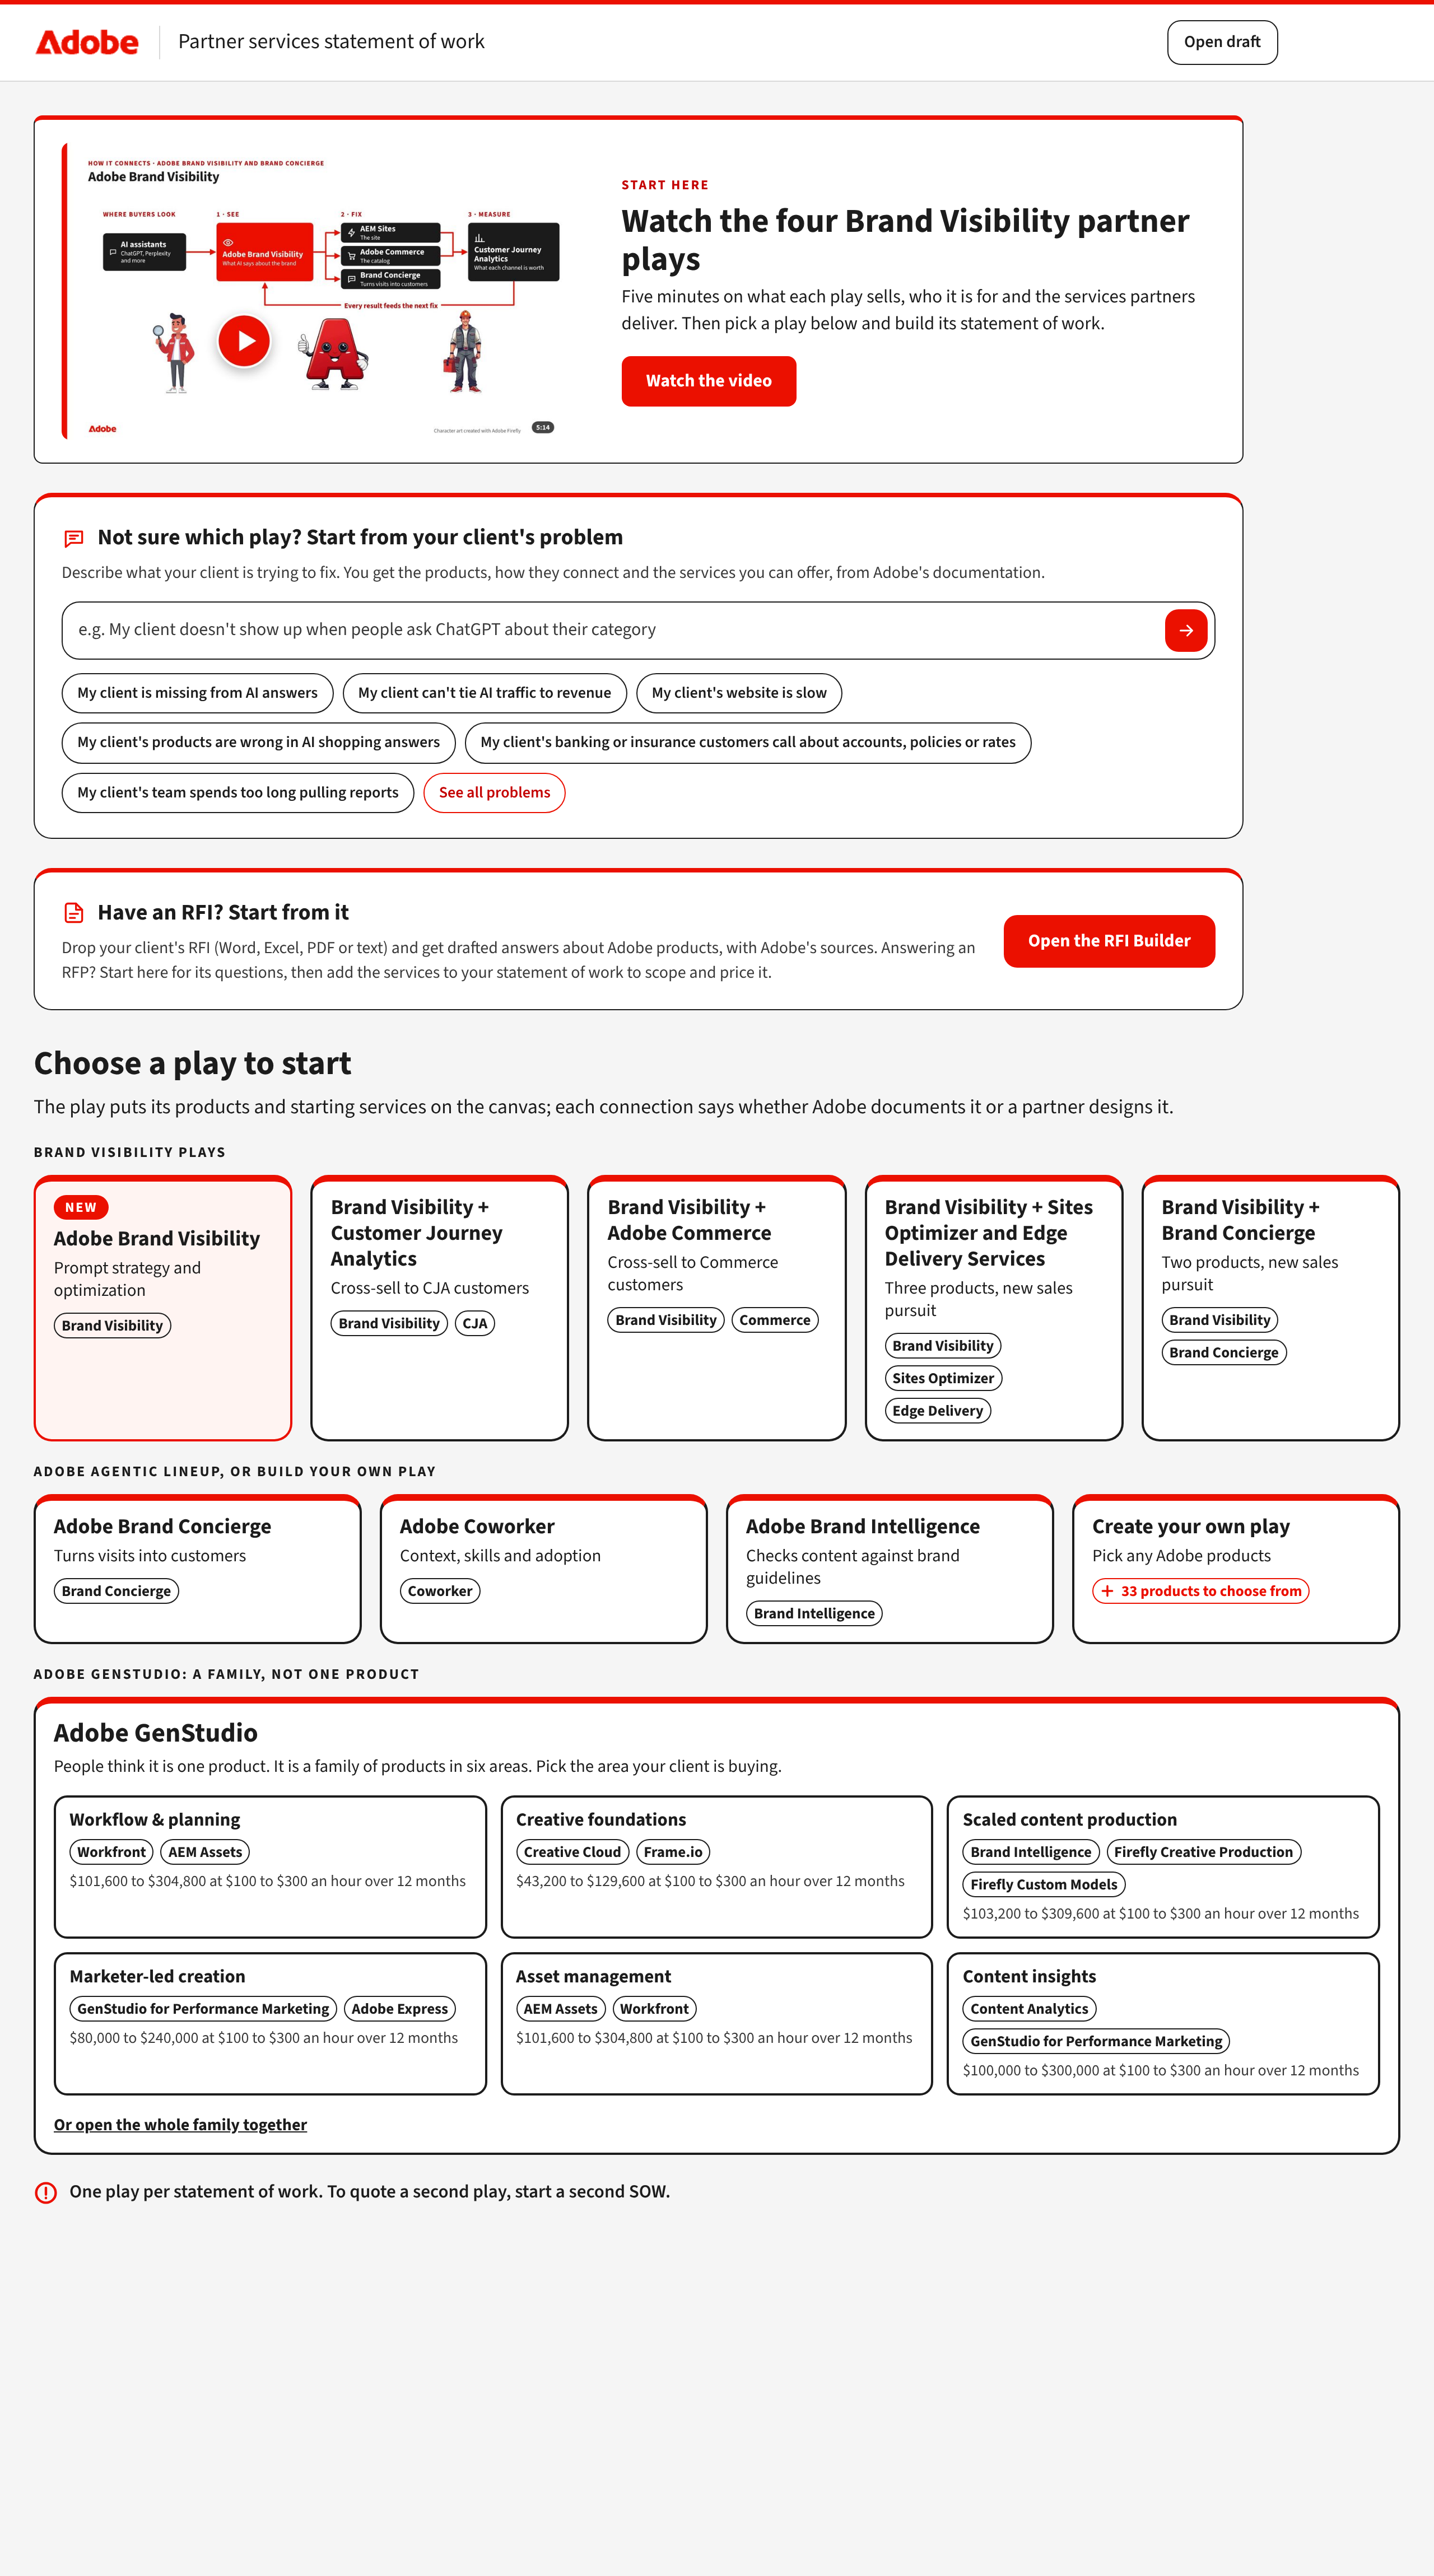 Adobe
Partner services statement of work
Open draft
HOW IT CONNECTS · ADOBE BRAND VISIBILITY AND BRAND CONCIERGE
Adobe Brand Visibility
WHERE BUYERS LOOK
1 · SEE
2 · FIX
3 · MEASURE
AI assistants
ChatGPT, Perplexity
and more
Adobe Brand Visibility
What AI says about the brand
AEM Sites
The site
Adobe Commerce
The catalog
Brand Concierge
Turns visits into customers
Customer Journey
Analytics
What each channel is worth
Every result feeds the next fix
Adobe
Character art created with Adobe Firefly
5:14
START HERE
Watch the four Brand Visibility partner
plays
Five minutes on what each play sells, who it is for and the services partners
deliver. Then pick a play below and build its statement of work.
Watch the video
Not sure which play? Start from your client's problem
Describe what your client is trying to fix. You get the products, how they connect and the services you can offer, from Adobe's documentation.
e.g. My client doesn't show up when people ask ChatGPT about their category
My client is missing from AI answers
My client can't tie AI traffic to revenue
My client's website is slow
My client's products are wrong in AI shopping answers
My client's banking or insurance customers call about accounts, policies or rates
My client's team spends too long pulling reports
See all problems
Have an RFI? Start from it
Drop your client's RFI (Word, Excel, PDF or text) and get drafted answers about Adobe products, with Adobe's sources. Answering an
RFP? Start here for its questions, then add the services to your statement of work to scope and price it.
Open the RFI Builder
Choose a play to start
The play puts its products and starting services on the canvas; each connection says whether Adobe documents it or a partner designs it.
BRAND VISIBILITY PLAYS
NEW
Adobe Brand Visibility
Prompt strategy and
optimization
Brand Visibility
Brand Visibility +
Customer Journey
Analytics
Cross-sell to CJA customers
Brand Visibility
CJA
Brand Visibility +
Adobe Commerce
Cross-sell to Commerce
customers
Brand Visibility
Commerce
Brand Visibility + Sites
Optimizer and Edge
Delivery Services
Three products, new sales
pursuit
Brand Visibility
Sites Optimizer
Edge Delivery
Brand Visibility +
Brand Concierge
Two products, new sales
pursuit
Brand Visibility
Brand Concierge
ADOBE AGENTIC LINEUP, OR BUILD YOUR OWN PLAY
Adobe Brand Concierge
Turns visits into customers
Brand Concierge
Adobe Coworker
Context, skills and adoption
Coworker
Adobe Brand Intelligence
Checks content against brand
guidelines
Brand Intelligence
Create your own play
Pick any Adobe products
+ 33 products to choose from
ADOBE GENSTUDIO: A FAMILY, NOT ONE PRODUCT
Adobe GenStudio
People think it is one product. It is a family of products in six areas. Pick the area your client is buying.
Workflow & planning
Workfront
AEM Assets
$101,600 to $304,800 at $100 to $300 an hour over 12 months
Creative foundations
Creative Cloud
Frame.io
$43,200 to $129,600 at $100 to $300 an hour over 12 months
Scaled content production
Brand Intelligence
Firefly Creative Production
Firefly Custom Models
$103,200 to $309,600 at $100 to $300 an hour over 12 months
Marketer-led creation
GenStudio for Performance Marketing
Adobe Express
$80,000 to $240,000 at $100 to $300 an hour over 12 months
Asset management
AEM Assets
Workfront
$101,600 to $304,800 at $100 to $300 an hour over 12 months
Content insights
Content Analytics
GenStudio for Performance Marketing
$100,000 to $300,000 at $100 to $300 an hour over 12 months
Or open the whole family together
One play per statement of work. To quote a second play, start a second SOW.